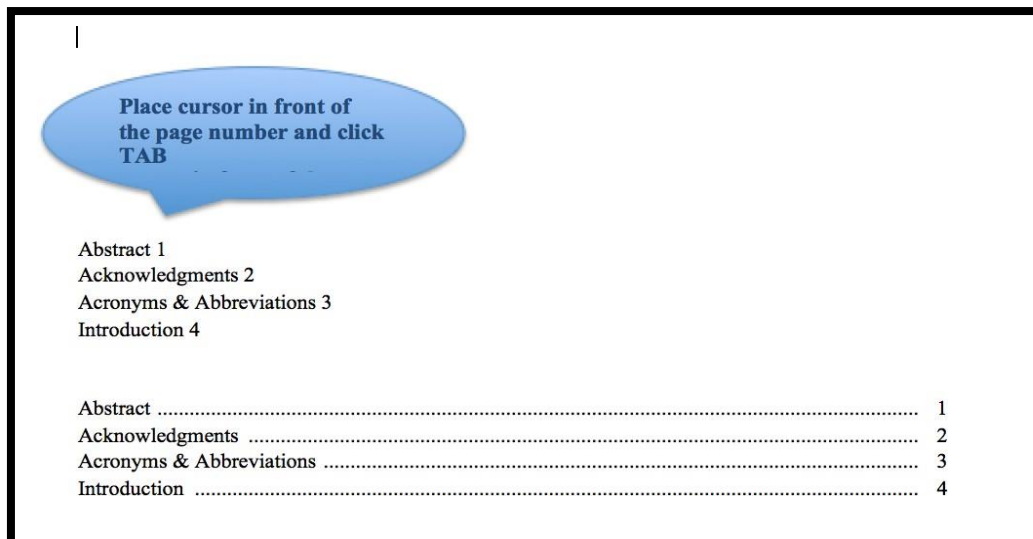 Place cursor in front of
the page number and click
TAB
Abstract 1
Acknowledgments 2
Acronyms & Abbreviations 3
Introduction 4
Abstract ........................................................................................................................ 1
Acknowledgments ........................................................................................................ 2
Acronyms & Abbreviations .......................................................................................... 3
Introduction ................................................................................................................. 4